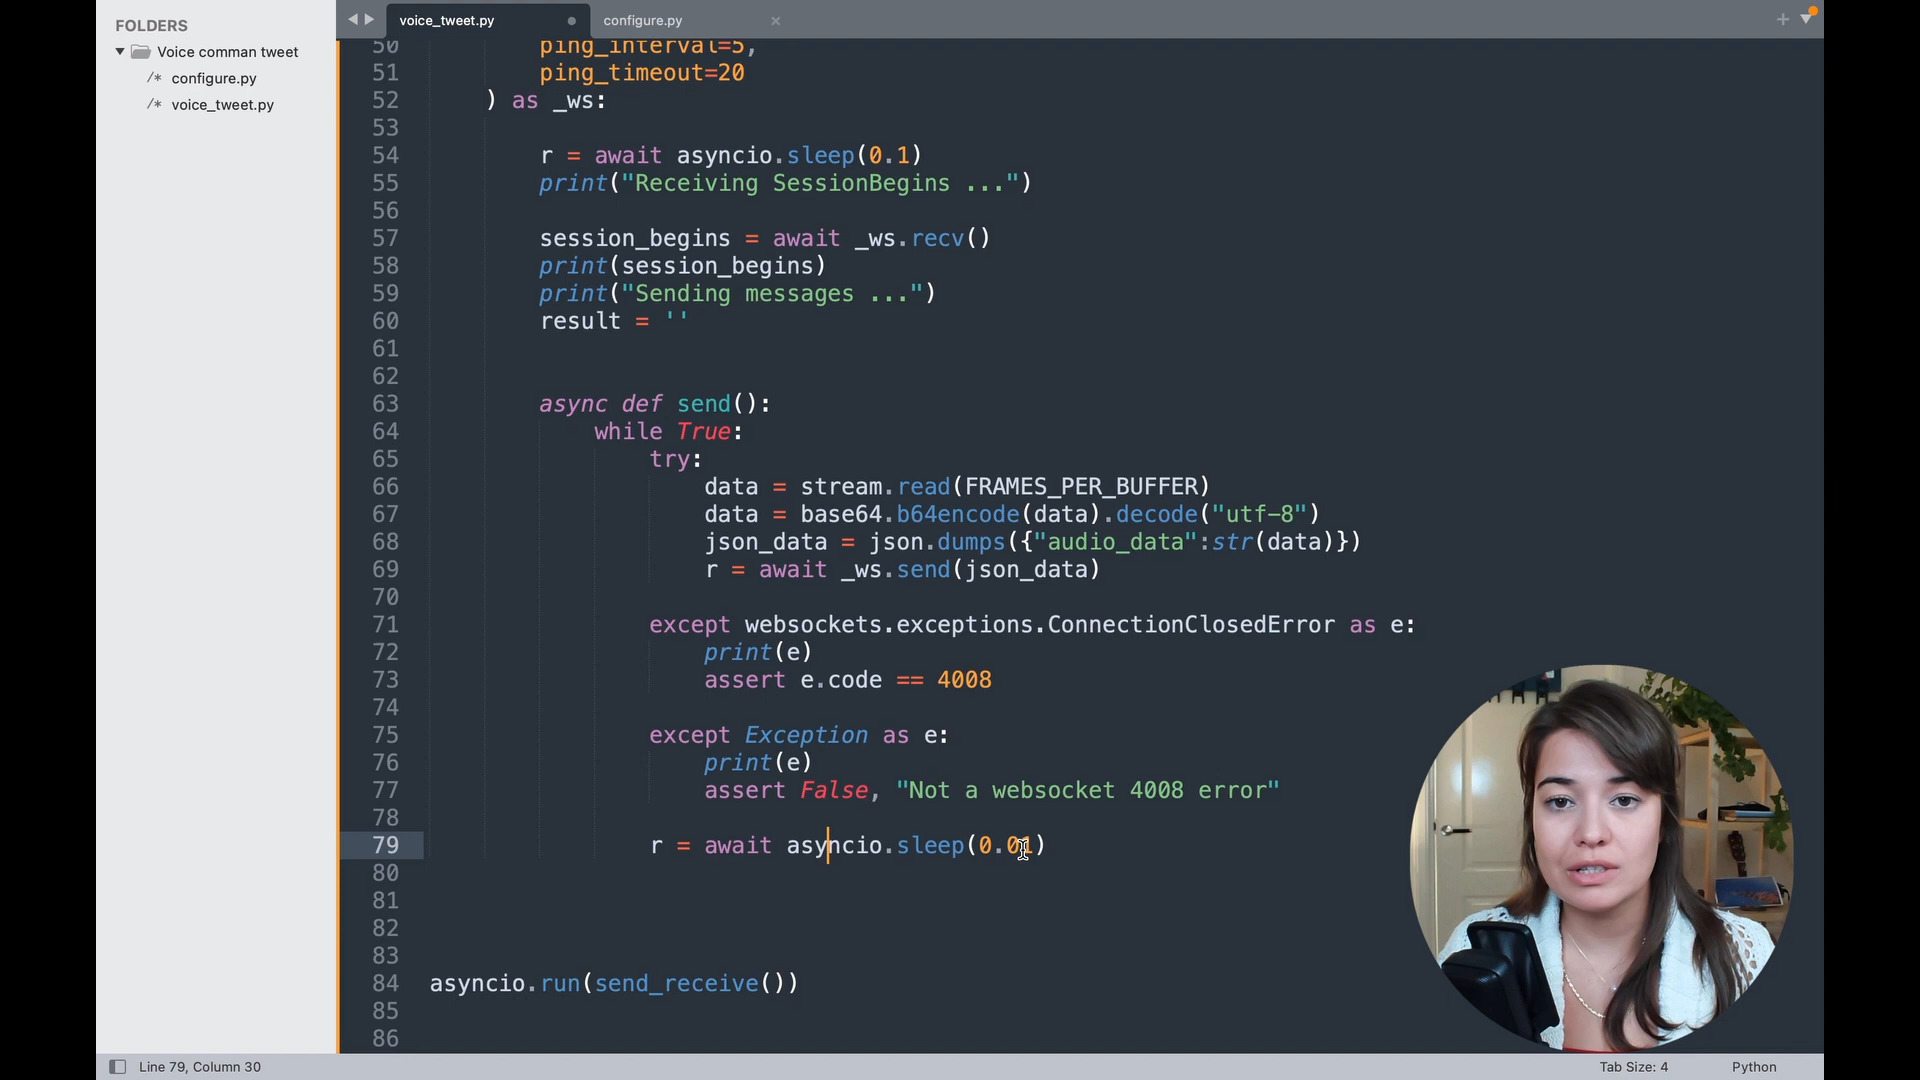 FOLDERS
Voice comman tweet
/* configure.py
/* voice_tweet.py
voice_tweet.py
configure.py
50 ping_interval=5,
51 ping_timeout=20
52 ) as _ws:
53
54 r = await asyncio.sleep(0.1)
55 print("Receiving SessionBegins ...")
56
57 session_begins = await _ws.recv()
58 print(session_begins)
59 print("Sending messages ...")
60 result = ''
61
62
63 async def send():
64 while True:
65 try:
66 data = stream.read(FRAMES_PER_BUFFER)
67 data = base64.b64encode(data).decode("utf-8")
68 json_data = json.dumps({"audio_data":str(data)})
69 r = await _ws.send(json_data)
70
71 except websockets.exceptions.ConnectionClosedError as e:
72 print(e)
73 assert e.code == 4008
74
75 except Exception as e:
76 print(e)
77 assert False, "Not a websocket 4008 error"
78
79 r = await asyncio.sleep(0.01)
80
81
82
83
84 asyncio.run(send_receive())
85
86
Line 79, Column 30
Tab Size: 4
Python